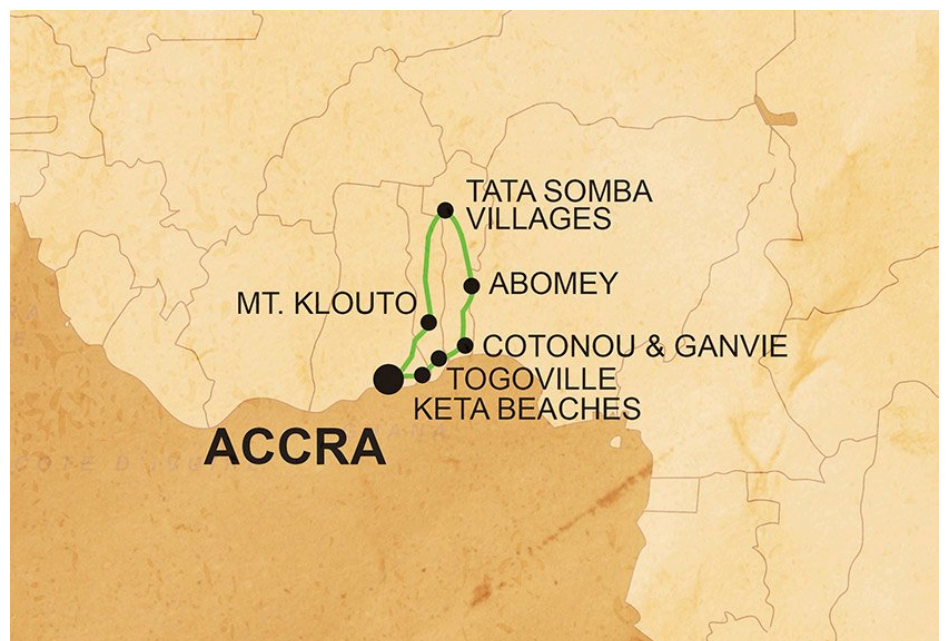 TATA SOMBA
VILLAGES
ABOMEY
MT. KLOUTO
COTONOU & GANVIE
TOGOVILLE
KETA BEACHES
ACCRA